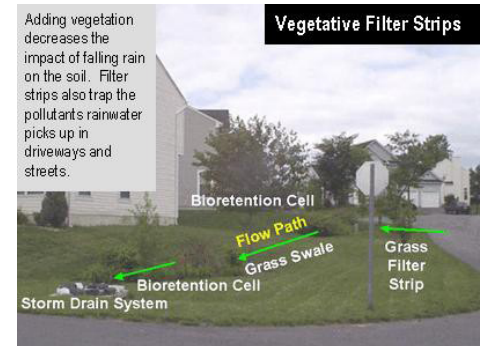 Vegetative Filter Strips
Adding vegetation
decreases the
impact of falling rain
on the soil.  Filter
strips also trap the
pollutants rainwater
picks up in
driveways and
streets.
Bioretention Cell
Flow Path
Grass Swale
Grass
Filter
Strip
Bioretention Cell
Storm Drain System